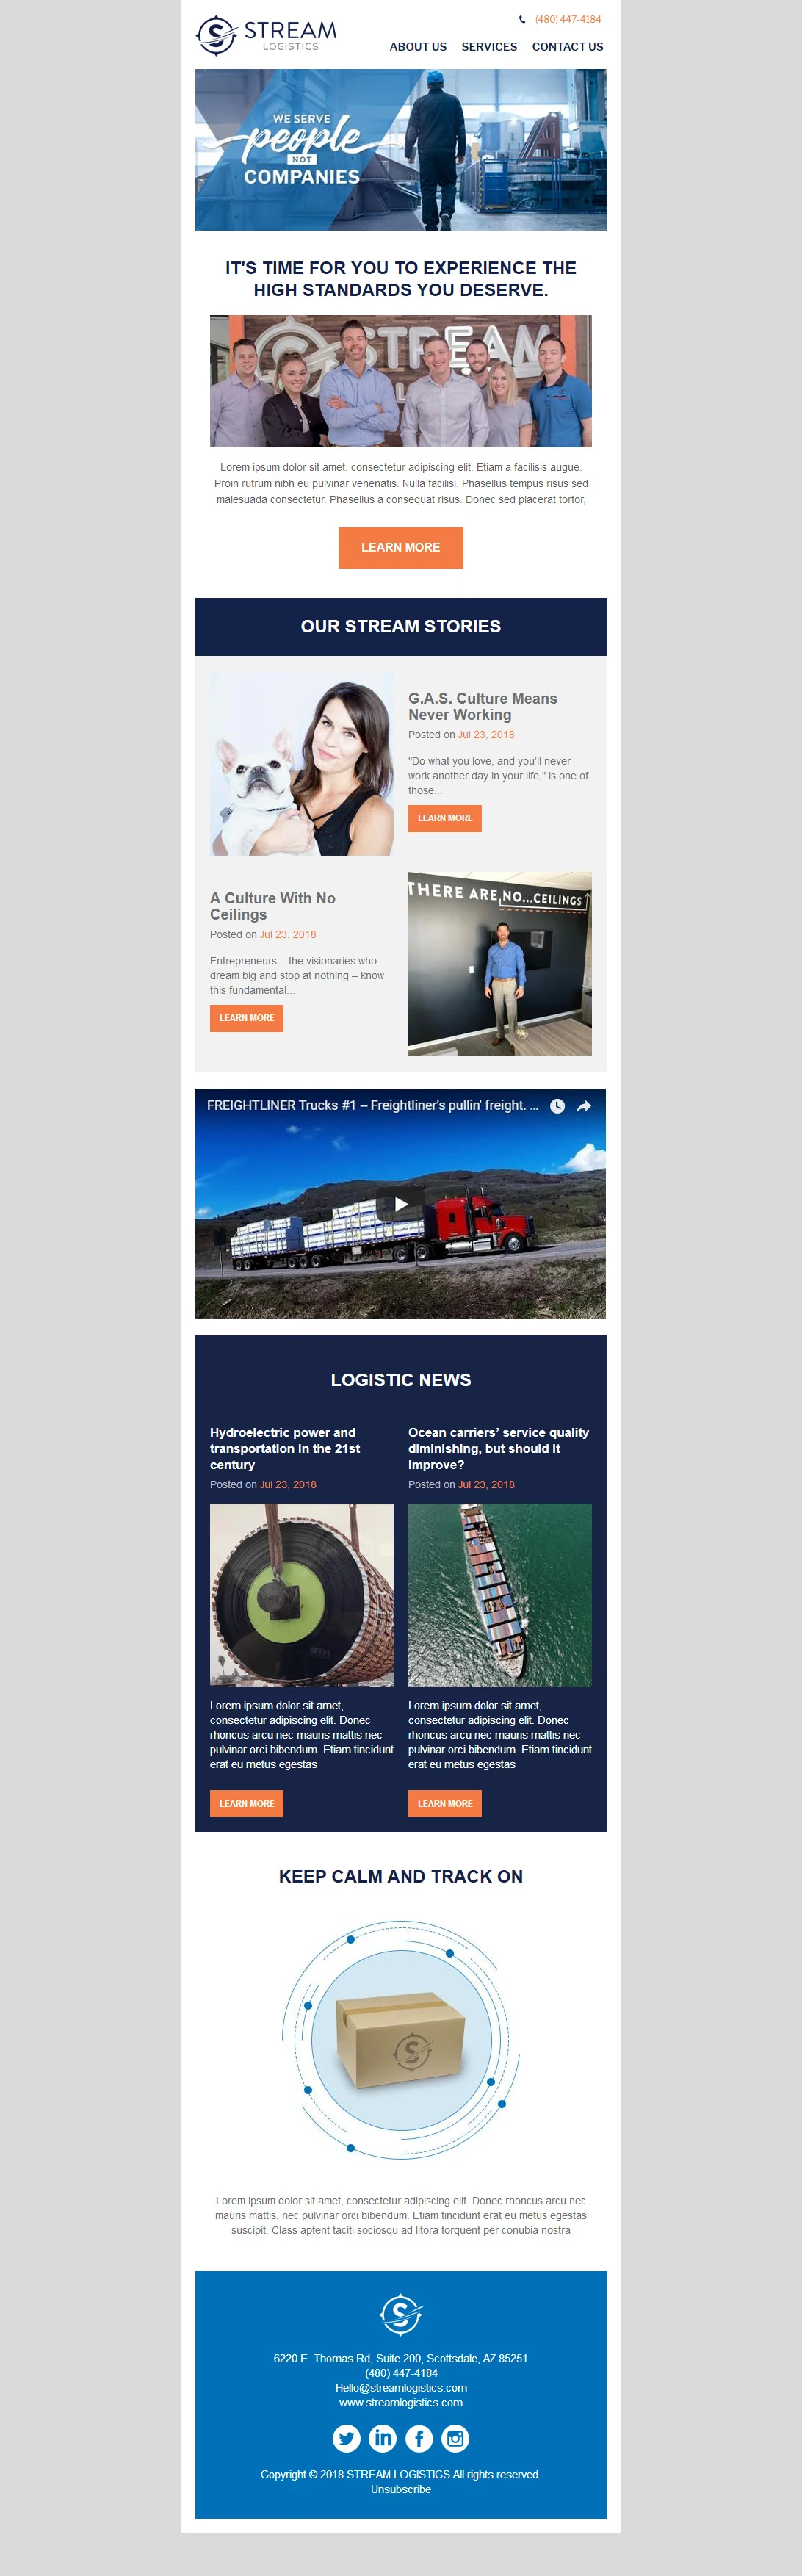 STREAM
LOGISTICS
(480) 447-4184
ABOUT US SERVICES CONTACT US
WE SERVE
people
NOT
COMPANIES
IT'S TIME FOR YOU TO EXPERIENCE THE
HIGH STANDARDS YOU DESERVE.
STREAM
Lorem ipsum dolor sit amet, consectetur adipiscing elit. Etiam a facilisis augue.
Proin rutrum nibh eu pulvinar venenatis. Nulla facilisi. Phasellus tempus risus sed
malesuada consectetur. Phasellus a consequat risus. Donec sed placerat tortor,
LEARN MORE
OUR STREAM STORIES
G.A.S. Culture Means
Never Working
Posted on Jul 23, 2018
"Do what you love, and you'll never
work another day in your life," is one of
those...
LEARN MORE
A Culture With No
Ceilings
Posted on Jul 23, 2018
Entrepreneurs – the visionaries who
dream big and stop at nothing – know
this fundamental...
LEARN MORE
THERE ARE NO...CEILINGS
FREIGHTLINER Trucks #1 -- Freightliner's pullin' freight. ...
LOGISTIC NEWS
Hydroelectric power and
transportation in the 21st
century
Posted on Jul 23, 2018
Lorem ipsum dolor sit amet,
consectetur adipiscing elit. Donec
rhoncus arcu nec mauris mattis nec
pulvinar orci bibendum. Etiam tincidunt
erat eu metus egestas
LEARN MORE
Ocean carriers' service quality
diminishing, but should it
improve?
Posted on Jul 23, 2018
Lorem ipsum dolor sit amet,
consectetur adipiscing elit. Donec
rhoncus arcu nec mauris mattis nec
pulvinar orci bibendum. Etiam tincidunt
erat eu metus egestas
LEARN MORE
KEEP CALM AND TRACK ON
Lorem ipsum dolor sit amet, consectetur adipiscing elit. Donec rhoncus arcu nec
mauris mattis, nec pulvinar orci bibendum. Etiam tincidunt erat eu metus egestas
suscipit. Class aptent taciti sociosqu ad litora torquent per conubia nostra
6220 E. Thomas Rd, Suite 200, Scottsdale, AZ 85251
(480) 447-4184
Hello@streamlogistics.com
www.streamlogistics.com
Copyright © 2018 STREAM LOGISTICS All rights reserved.
Unsubscribe